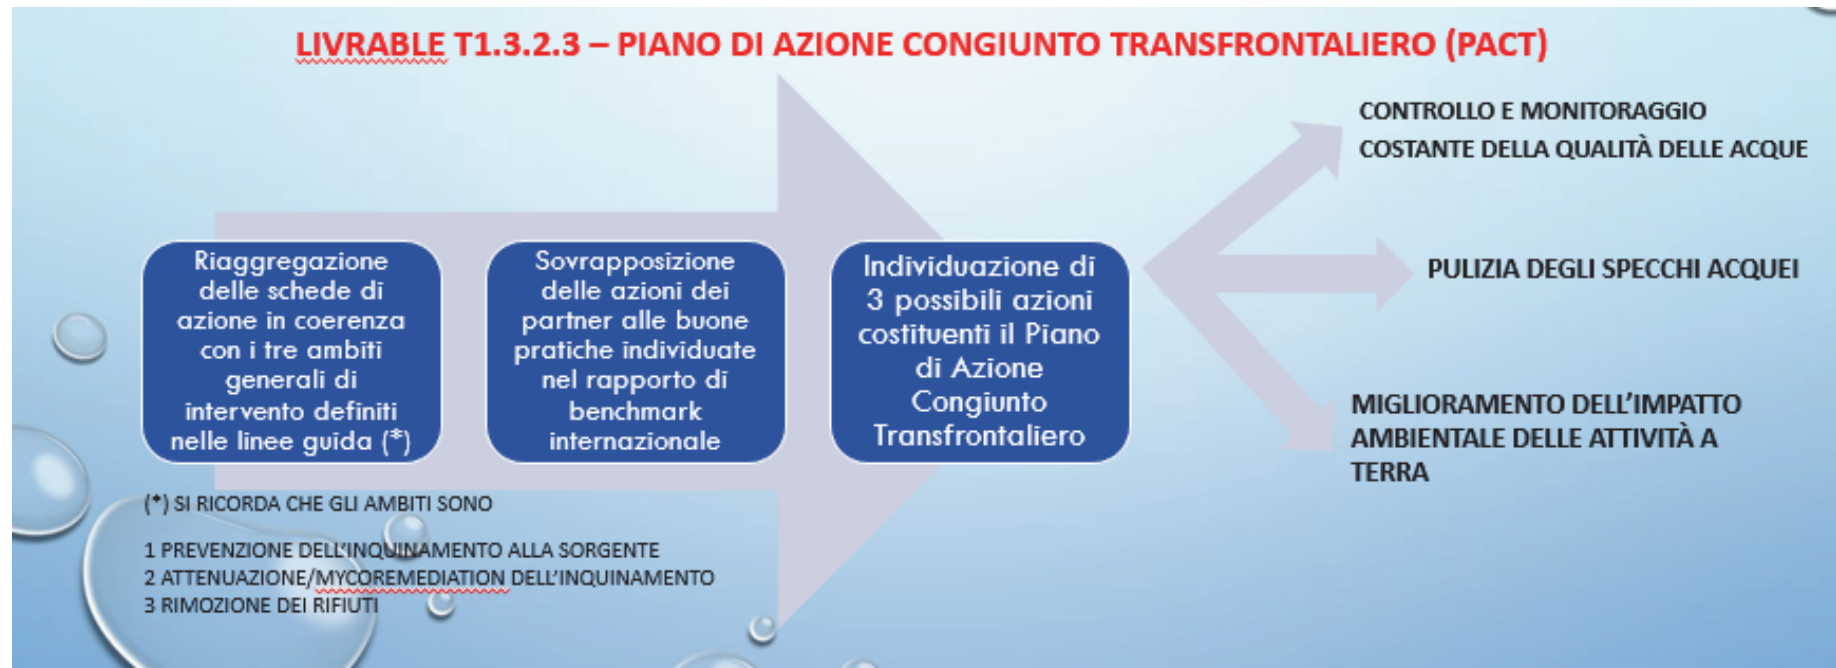 LIVRABLE T1.3.2.3 – PIANO DI AZIONE CONGIUNTO TRANSFRONTALIERO (PACT)
Riaggregazione
delle schede di
azione in coerenza
con i tre ambiti
generali di
intervento definiti
nelle linee guida (*)
Sovrapposizione
delle azioni dei
partner alle buone
pratiche individuate
nel rapporto di
benchmark
internazionale
Individuazione di
3 possibili azioni
costituenti il Piano
di Azione
Congiunto
Transfrontaliero
CONTROLLO E MONITORAGGIO
COSTANTE DELLA QUALITÀ DELLE ACQUE
PULIZIA DEGLI SPECCHI ACQUEI
MIGLIORAMENTO DELL’IMPATTO
AMBIENTALE DELLE ATTIVITÀ A
TERRA
(*) SI RICORDA CHE GLI AMBITI SONO
1 PREVENZIONE DELL’INQUINAMENTO ALLA SORGENTE
2 ATTENUAZIONE/MYCOREMEDIATION DELL’INQUINAMENTO
3 RIMOZIONE DEI RIFIUTI